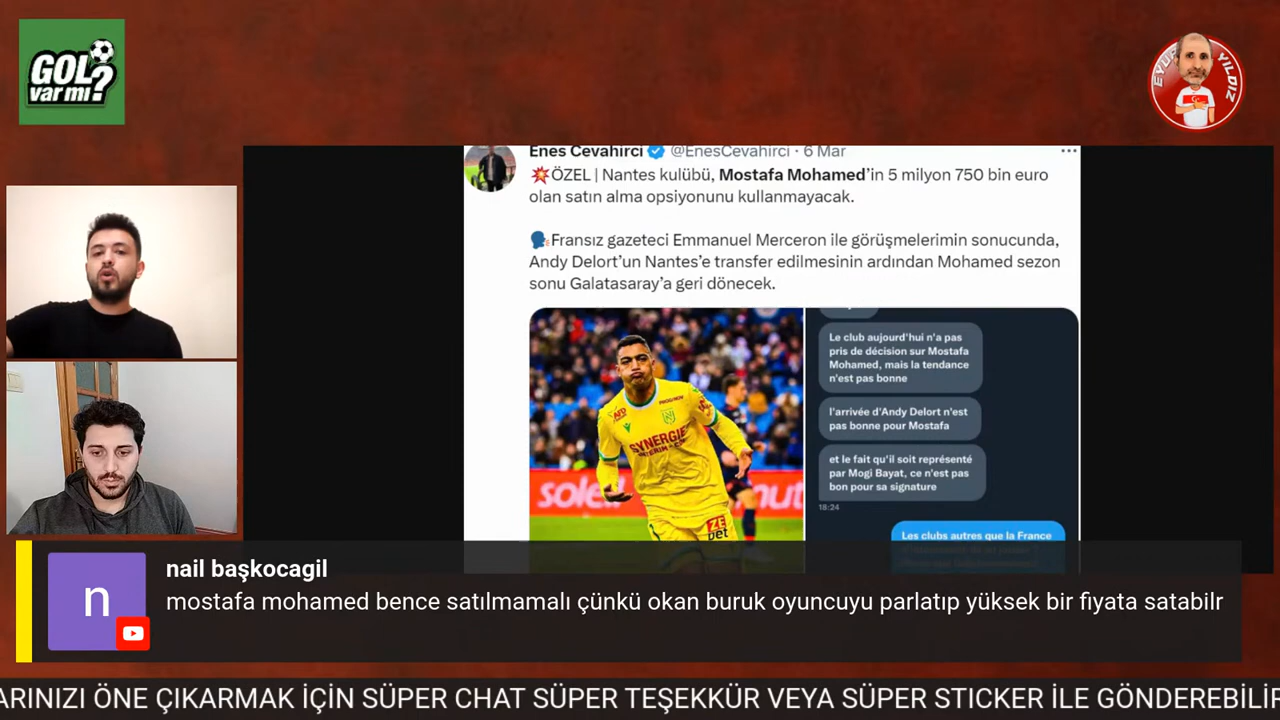 GOL
var mı?
EYÜP YILDIZ
Enes Cevahirci @EnesCevahirci · 6 Mar
💥ÖZEL | Nantes kulübü, Mostafa Mohamed'in 5 milyon 750 bin euro
olan satın alma opsiyonunu kullanmayacak.
🗣Fransız gazeteci Emmanuel Merceron ile görüşmelerimin sonucunda,
Andy Delort'un Nantes'e transfer edilmesinin ardından Mohamed sezon
sonu Galatasaray'a geri dönecek.
Le club aujourd'hui n'a pas
pris de décision sur Mostafa
Mohamed, mais la tendance
n'est pas bonne
l'arrivée d'Andy Delort n'est
pas bonne pour Mostafa
et le fait qu'il soit représenté
par Mogi Bayat, ce n'est pas
bon pour sa signature
18:24
Les clubs autres que la France
SYNERGIE
soleil
ZE
bet
n
nail başkocagil
mostafa mohamed bence satılmamalı çünkü okan buruk oyuncuyu parlatıp yüksek bir fiyata satabilr
ARINIZI ÖNE ÇIKARMAK İÇİN SÜPER CHAT SÜPER TEŞEKKÜR VEYA SÜPER STICKER İLE GÖNDEREBİLİR